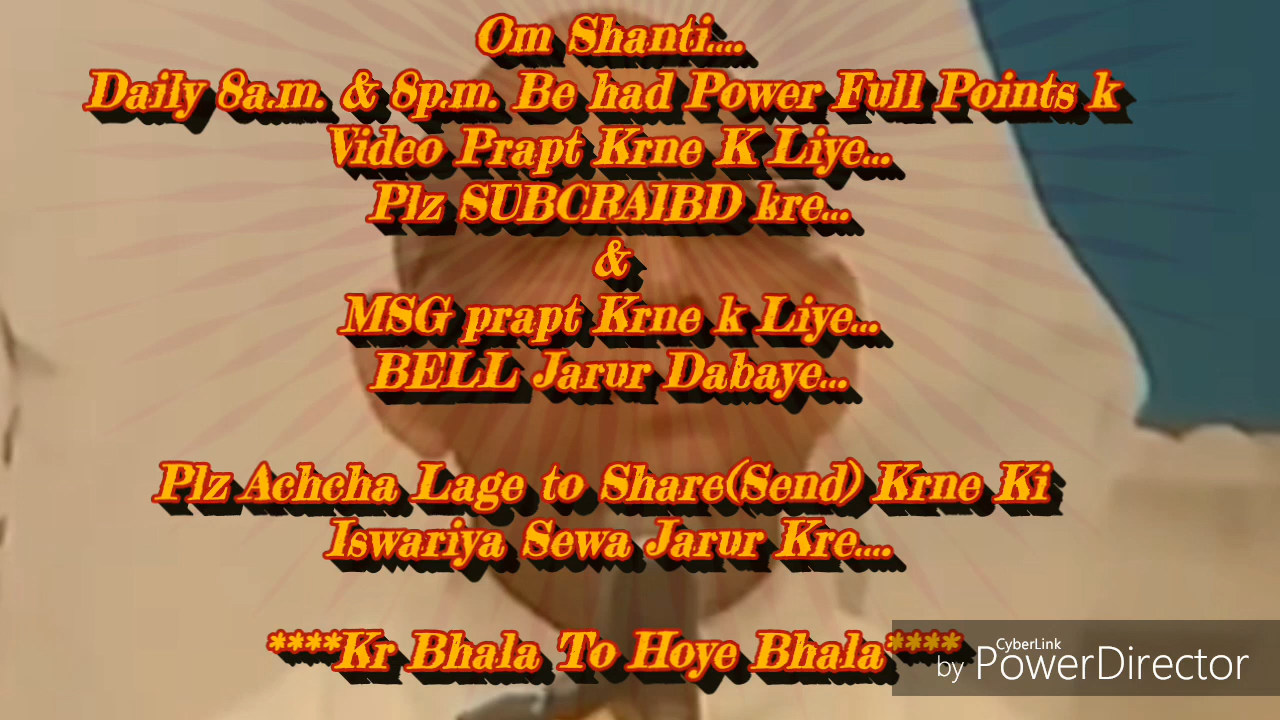 Om Shanti....
Daily 8a.m. & 8p.m. Be had Power Full Points k
Video Prapt Krne K Liye...
Plz SUBCRAIBD kre...
&
MSG prapt Krne k Liye...
BELL Jarur Dabaye...
Plz Achcha Lage to Share(Send) Krne Ki
Iswariya Sewa Jarur Kre....
****Kr Bhala To Hoye Bhala****
by CyberLink PowerDirector